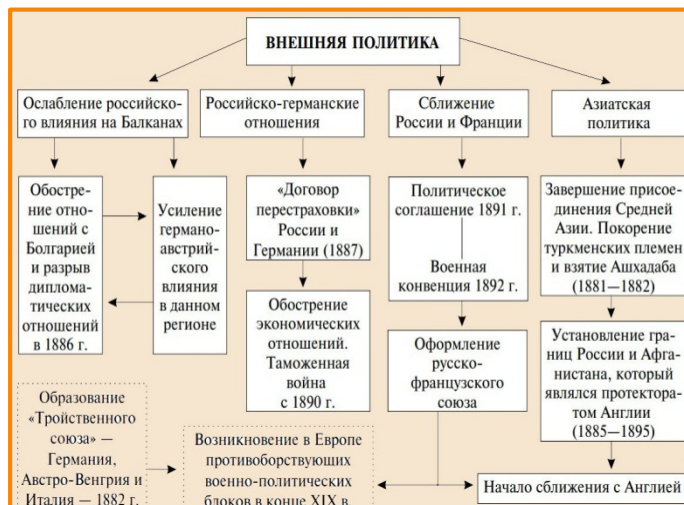 ВНЕШНЯЯ ПОЛИТИКА
Ослабление российско-
го влияния на Балканах
Российско-германские
отношения
Сближение
России и Франции
Азиатская
политика
Обостре-
ние отно-
шений с
Болгарией
и разрыв
диплома-
тических
отношений
в 1886 г.
Усиление
германо-
австрий-
ского
влияния
в данном
регионе
«Договор
перестраховки»
России и
Германии (1887)
Обострение
экономических
отношений.
Таможенная
война
с 1890 г.
Политическое
соглашение 1891 г.
Военная
конвенция 1892 г.
Оформление
русско-
французского
союза
Завершение присое-
динения Средней
Азии. Покорение
туркменских племен
и взятие Ашхадаба
(1881—1882)
Установление гра-
ниц России и Афга-
нистана, который
являлся протектора-
том Англии
(1885—1895)
Образование
«Тройственного
союза» —
Германия,
Австро-Венгрия и
Италия — 1882 г.
Возникновение в Европе
противоборствующих
военно-политических
блоков в конце XIX в.
Начало сближения с Англией